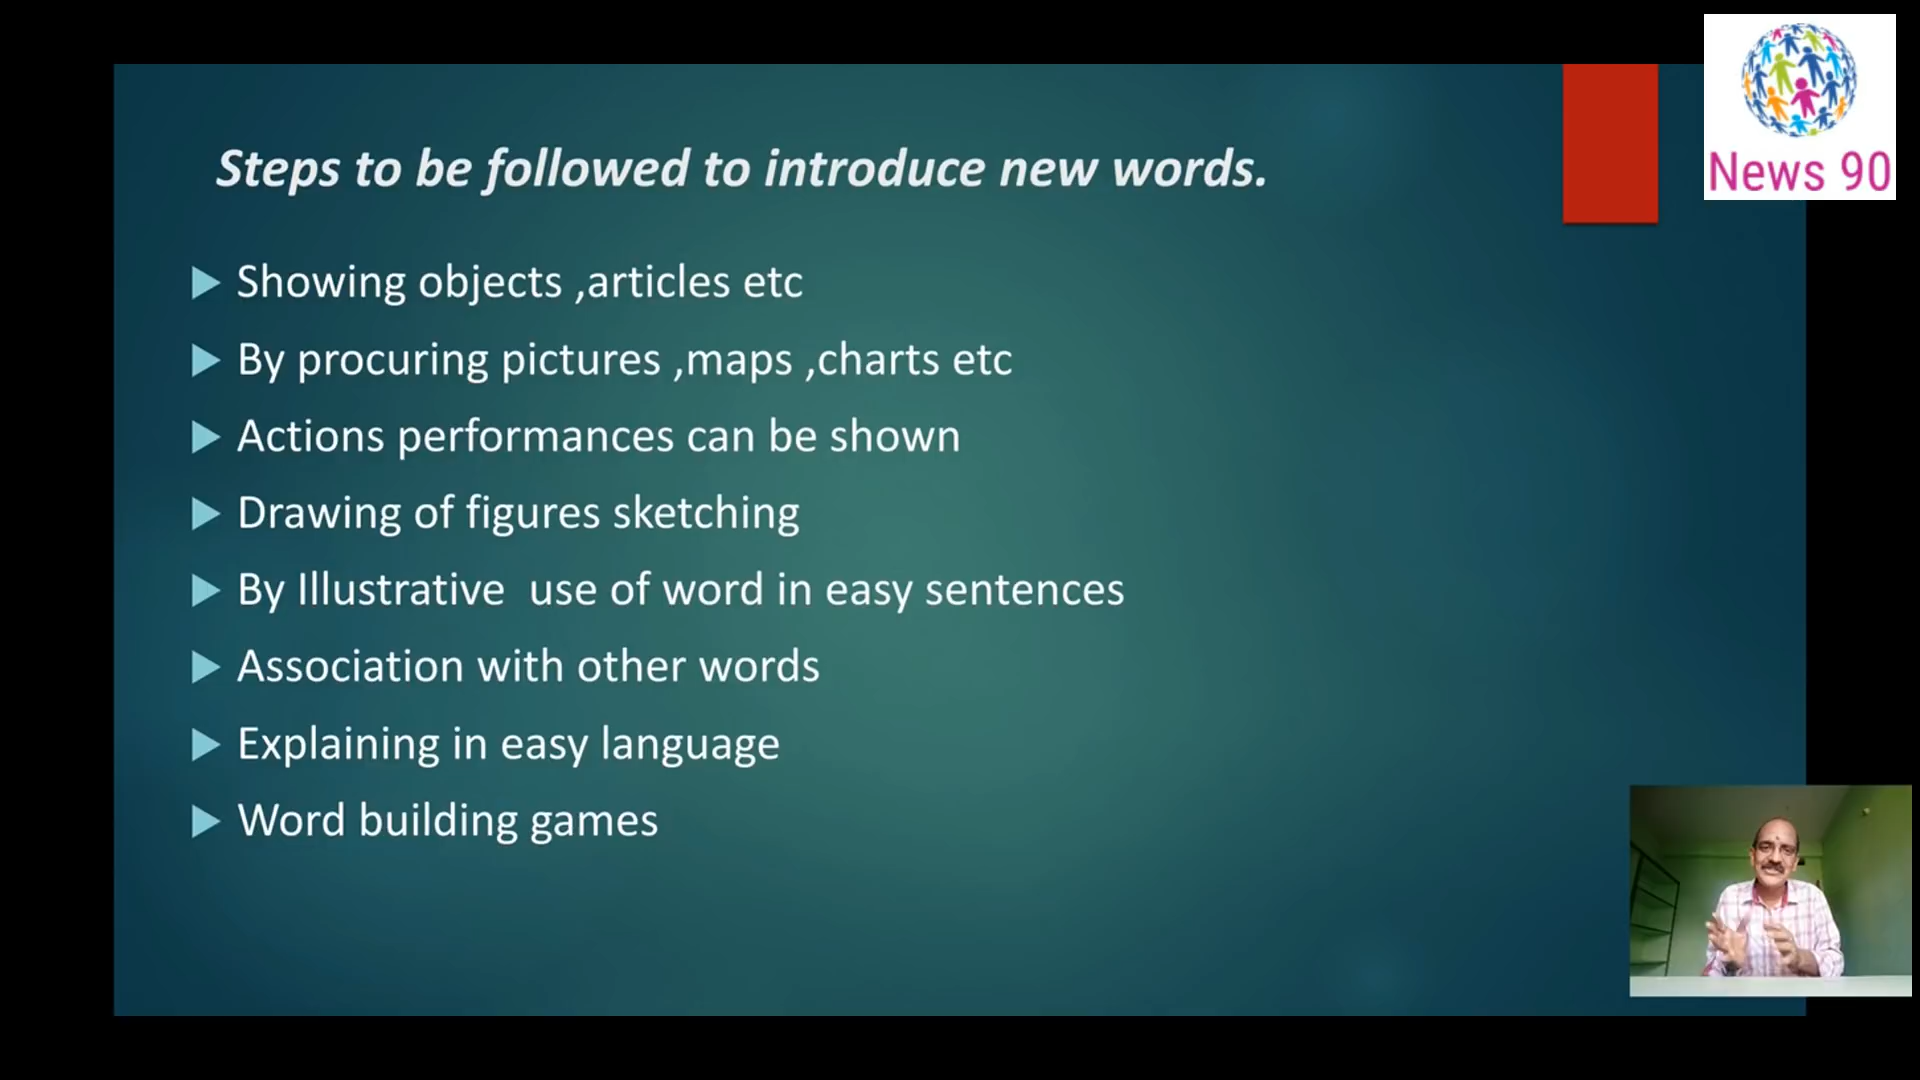 News 90
Steps to be followed to introduce new words.
Showing objects ,articles etc
By procuring pictures ,maps ,charts etc
Actions performances can be shown
Drawing of figures sketching
By Illustrative  use of word in easy sentences
Association with other words
Explaining in easy language
Word building games